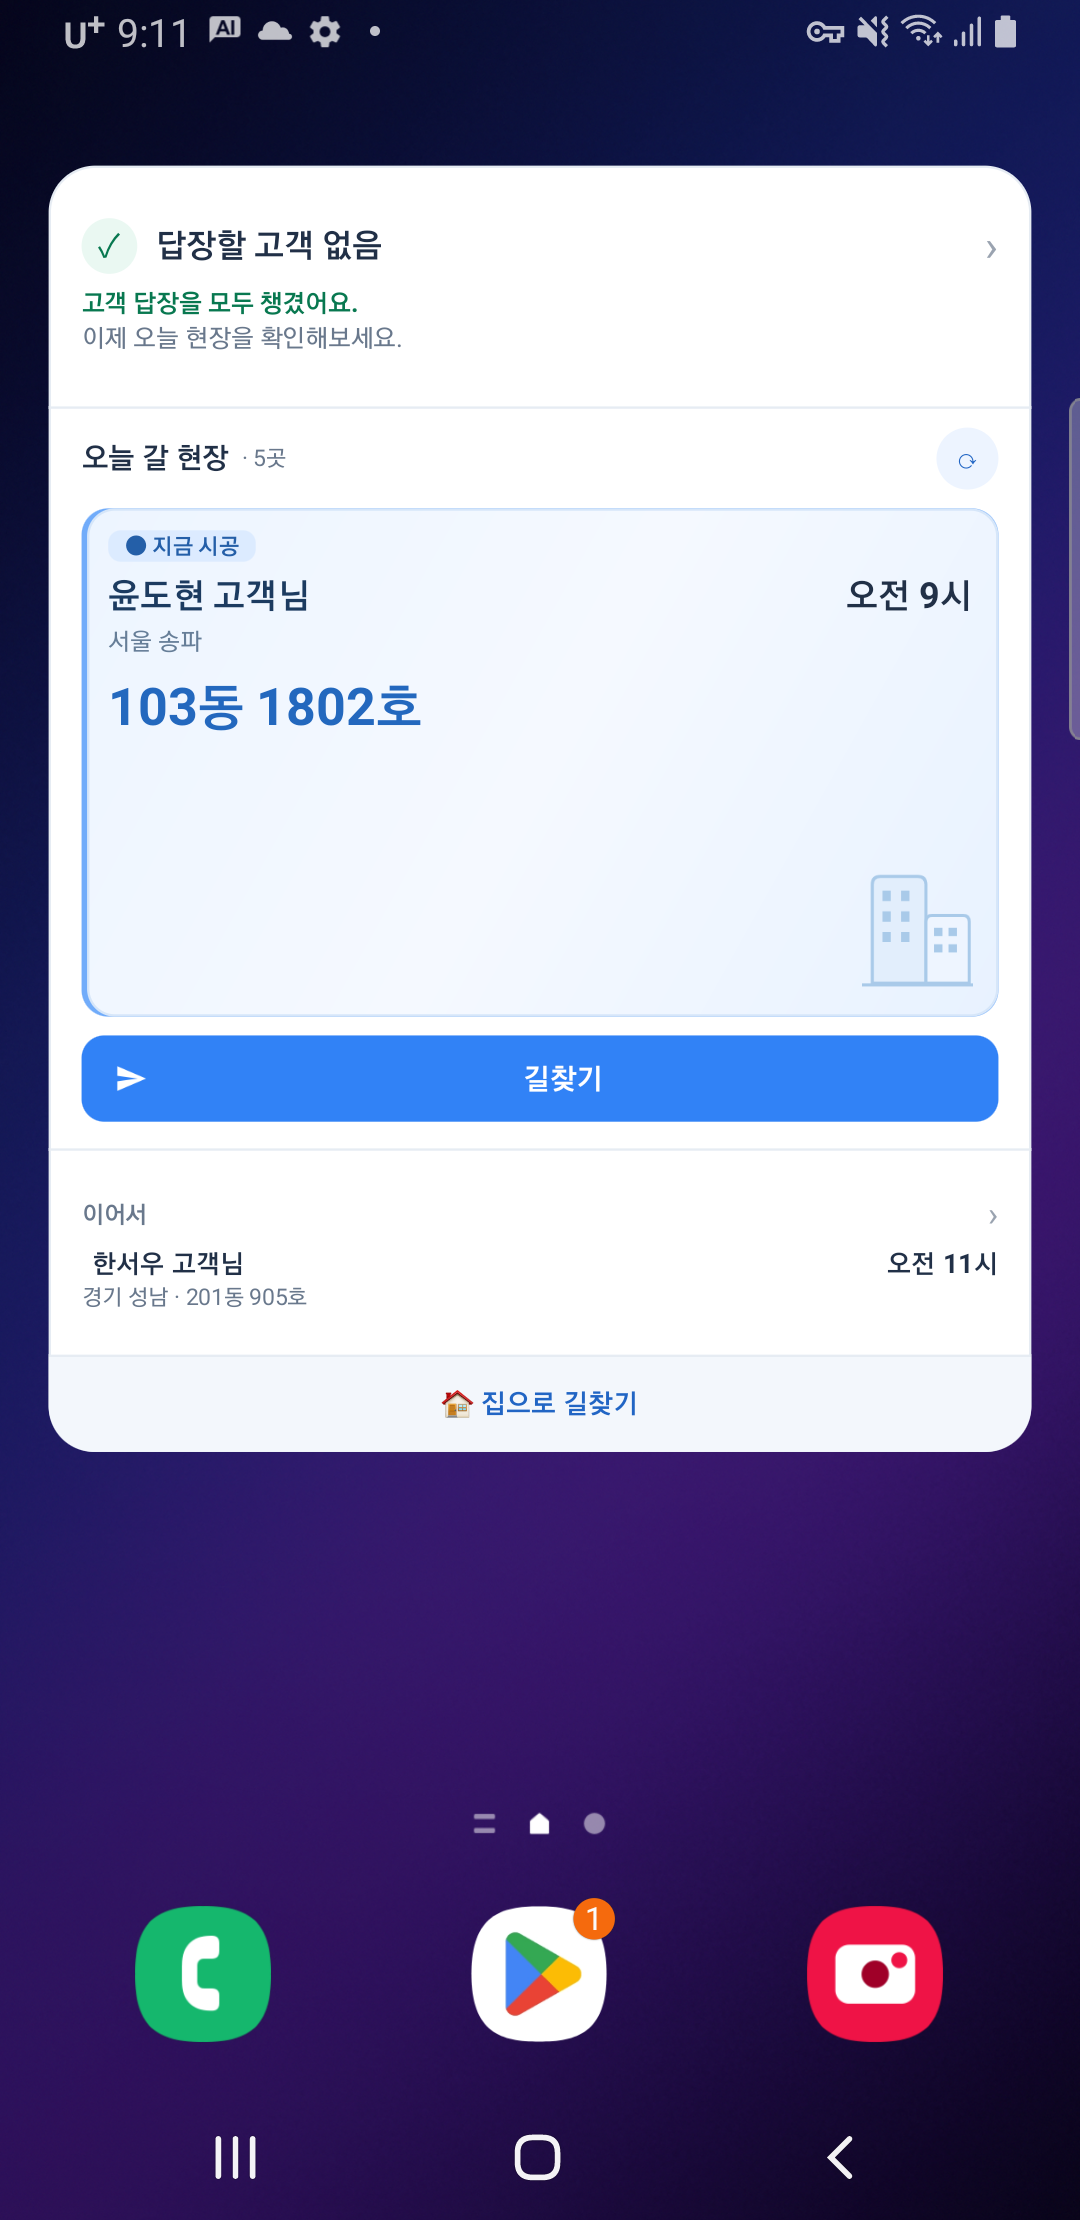 U+ 9:11 AI
답장할 고객 없음
고객 답장을 모두 챙겼어요.
이제 오늘 현장을 확인해보세요.
오늘 갈 현장 · 5곳
지금 시공
윤도현 고객님 오전 9시
서울 송파
103동 1802호
길찾기
이어서
한서우 고객님 오전 11시
경기 성남 · 201동 905호
집으로 길찾기
1